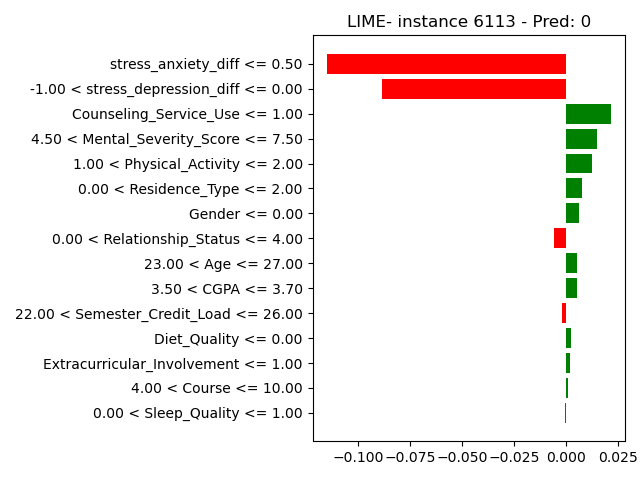 LIME- instance 6113 - Pred: 0
stress_anxiety_diff <= 0.50
-1.00 < stress_depression_diff <= 0.00
Counseling_Service_Use <= 1.00
4.50 < Mental_Severity_Score <= 7.50
1.00 < Physical_Activity <= 2.00
0.00 < Residence_Type <= 2.00
Gender <= 0.00
0.00 < Relationship_Status <= 4.00
23.00 < Age <= 27.00
3.50 < CGPA <= 3.70
22.00 < Semester_Credit_Load <= 26.00
Diet_Quality <= 0.00
Extracurricular_Involvement <= 1.00
4.00 < Course <= 10.00
0.00 < Sleep_Quality <= 1.00
−0.100 −0.075 −0.050 −0.025 0.000 0.025